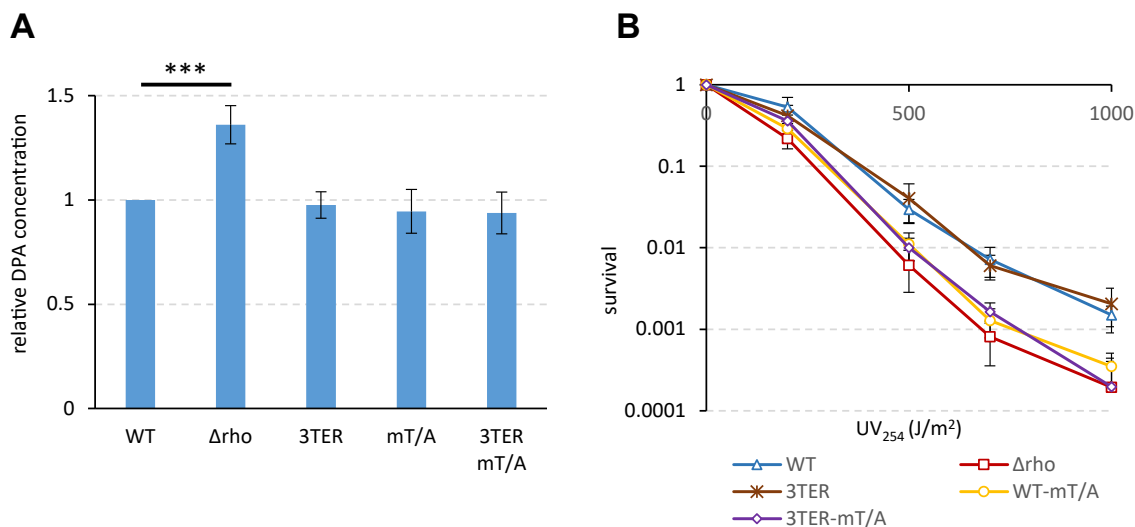 A
***
relative DPA concentration
1.5
1
0.5
0
WT
Δrho
3TER
mT/A
3TER
mT/A
B
survival
1
0.1
0.01
0.001
0.0001
0
500
1000
UV254 (J/m²)
WT
Δrho
3TER
WT-mT/A
3TER-mT/A